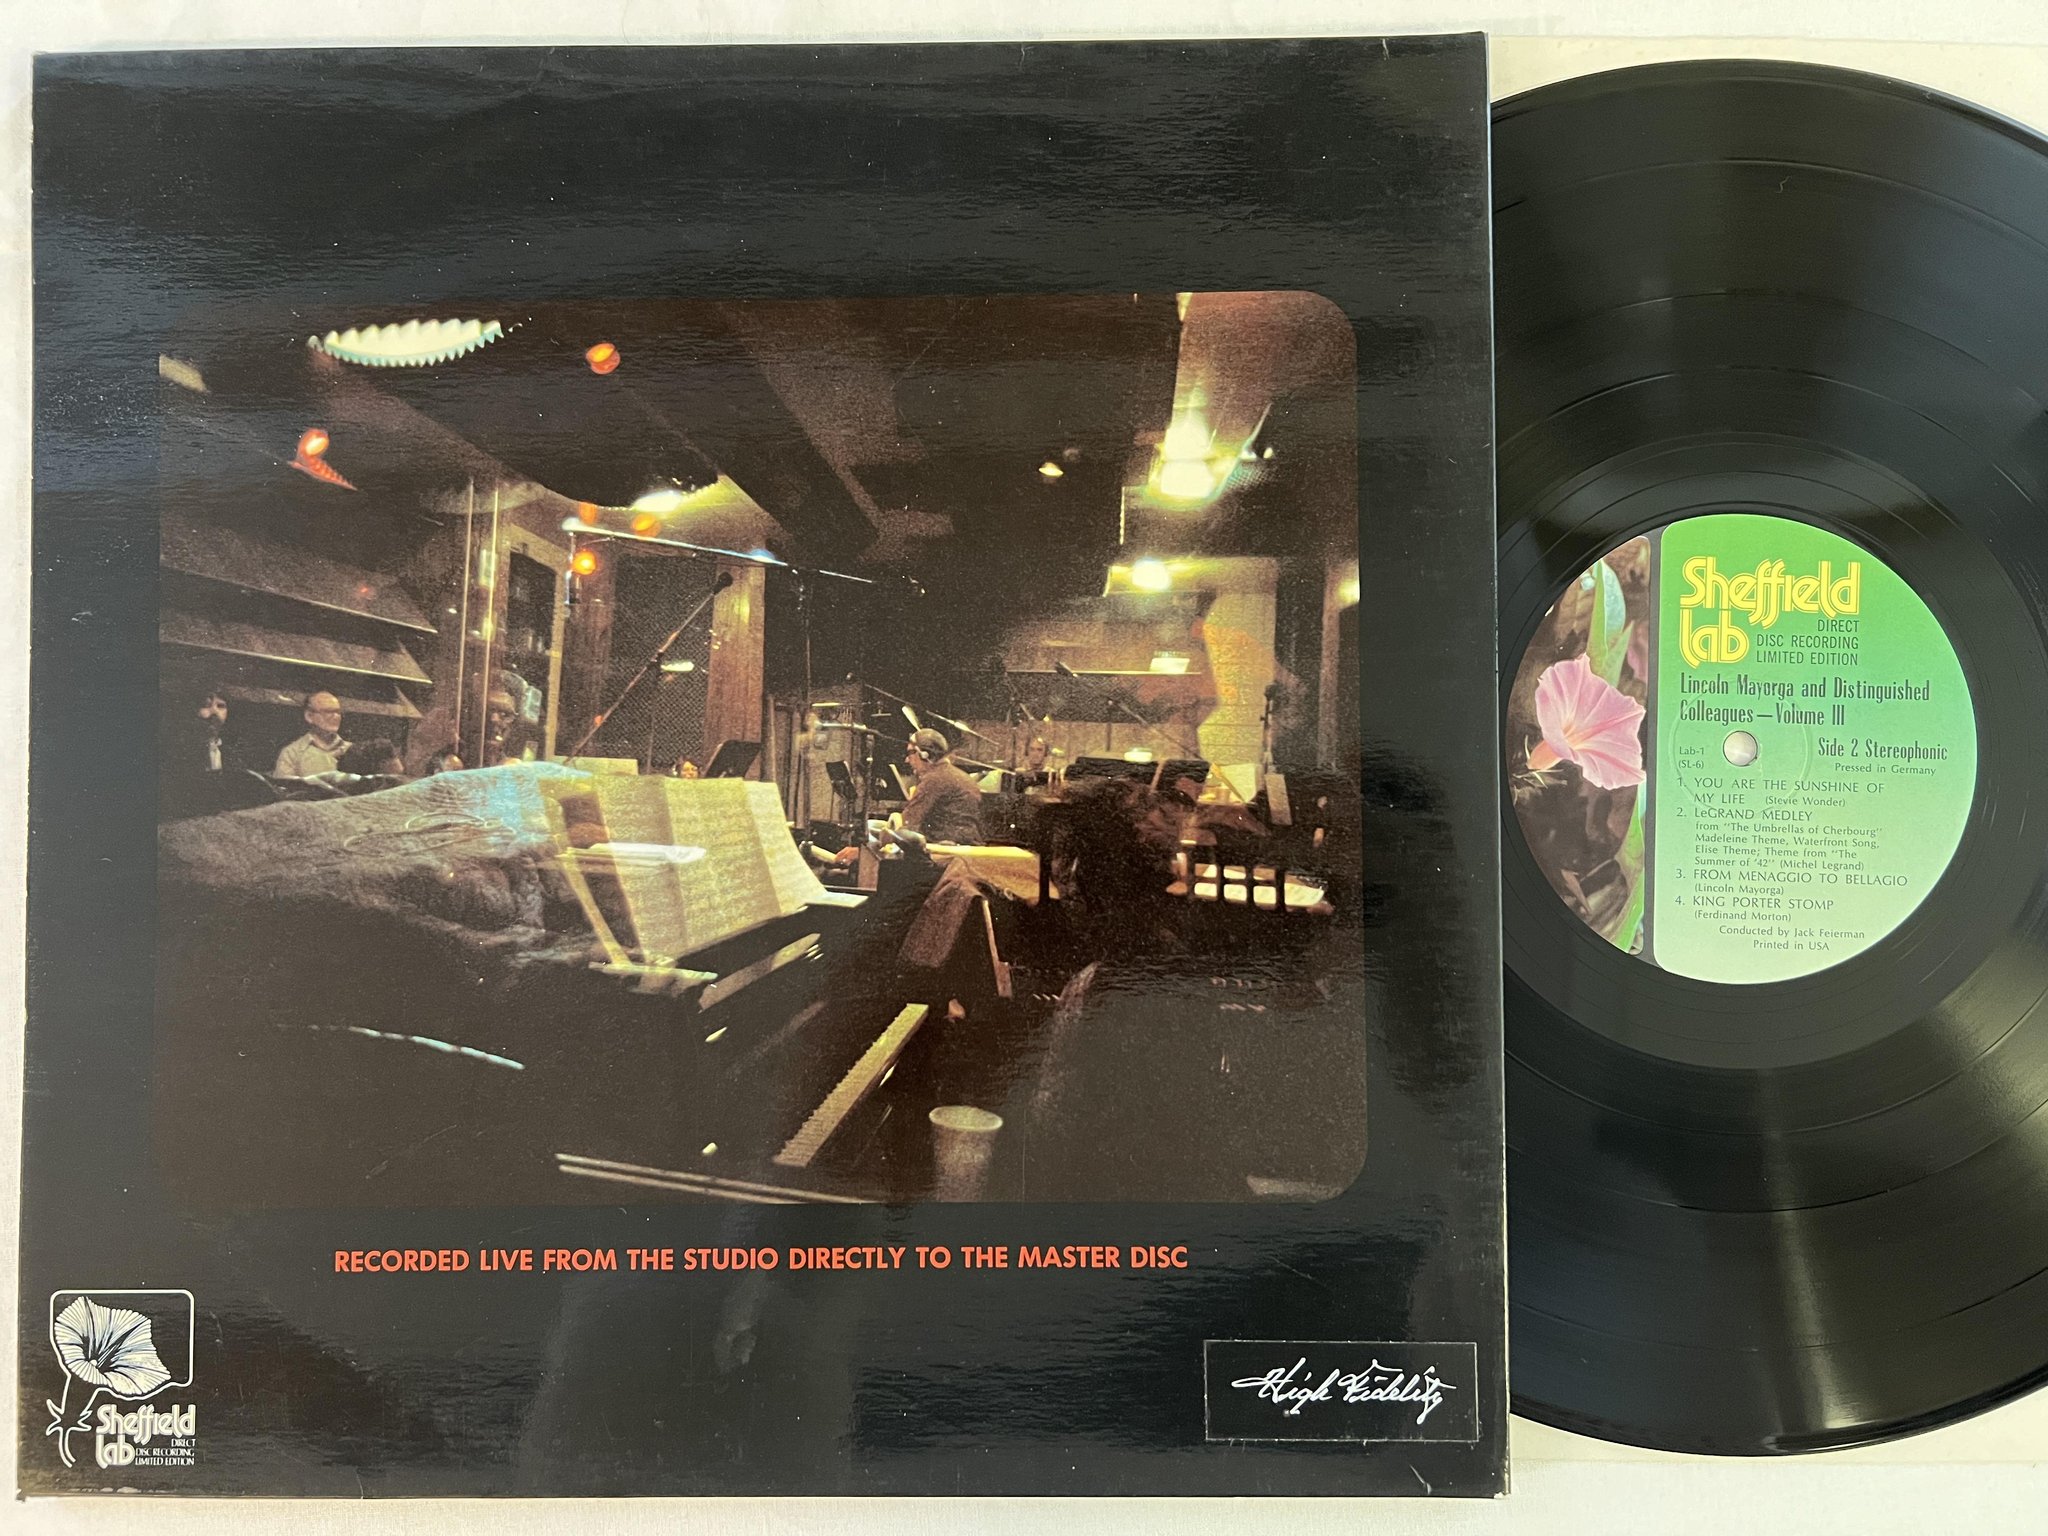 RECORDED LIVE FROM THE STUDIO DIRECTLY TO THE MASTER DISC
Sheffield
lab
DIRECT
DISC RECORDING
LIMITED EDITION
High Fidelity
Sheffield
lab
DIRECT
DISC RECORDING
LIMITED EDITION
Lincoln Mayorga and Distinguished
Colleagues—Volume III
Lab-1
(SL-6)
Side 2 Stereophonic
Pressed in Germany
1. YOU ARE THE SUNSHINE OF
MY LIFE (Stevie Wonder)
2. LeGRAND MEDLEY
from "The Umbrellas of Cherbourg"
Madeleine Theme, Waterfront Song,
Elise Theme; Theme from "The
Summer of '42" (Michel Legrand)
3. FROM MENAGGIO TO BELLAGIO
(Lincoln Mayorga)
4. KING PORTER STOMP
(Ferdinand Morton)
Conducted by Jack Feierman
Printed in USA